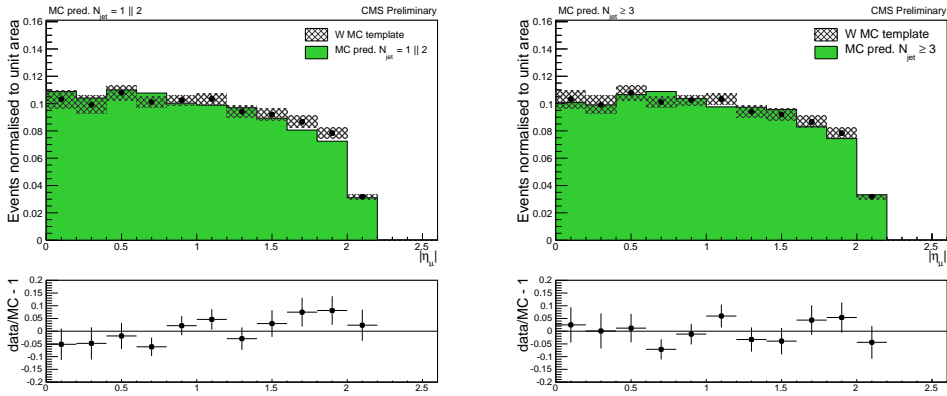 MC pred. N_jet = 1 || 2 CMS Preliminary
W MC template
MC pred. N_jet = 1 || 2
Events normalised to unit area
0.16
0.14
0.12
0.1
0.08
0.06
0.04
0.02
0
0 0.5 1 1.5 2 2.5
|η_μ|
data/MC - 1
0.2
0.15
0.1
0.05
0
-0.05
-0.1
-0.15
-0.2
0 0.5 1 1.5 2 2.5
MC pred. N_jet ≥ 3 CMS Preliminary
W MC template
MC pred. N_jet ≥ 3
Events normalised to unit area
0.16
0.14
0.12
0.1
0.08
0.06
0.04
0.02
0
0 0.5 1 1.5 2 2.5
|η_μ|
data/MC - 1
0.2
0.15
0.1
0.05
0
-0.05
-0.1
-0.15
-0.2
0 0.5 1 1.5 2 2.5